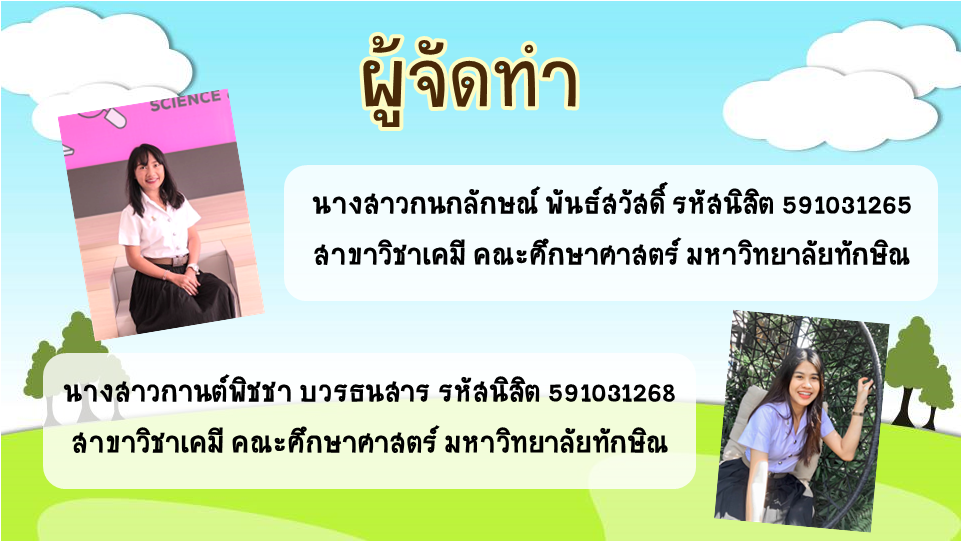 ผู้จัดทำ
SCIENCE
นางสาวกนกลักษณ์ พันธ์สวัสดิ์ รหัสนิสิต 591031265
สาขาวิชาเคมี คณะศึกษาศาสตร์ มหาวิทยาลัยทักษิณ
นางสาวกานต์พิชชา บวรธนสาร รหัสนิสิต 591031268
สาขาวิชาเคมี คณะศึกษาศาสตร์ มหาวิทยาลัยทักษิณ